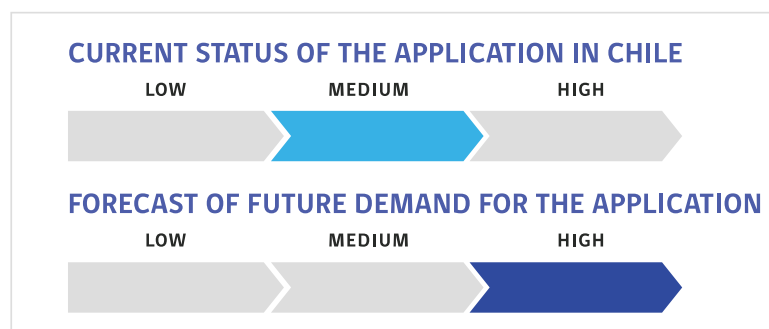 CURRENT STATUS OF THE APPLICATION IN CHILE
LOW MEDIUM HIGH
FORECAST OF FUTURE DEMAND FOR THE APPLICATION
LOW MEDIUM HIGH